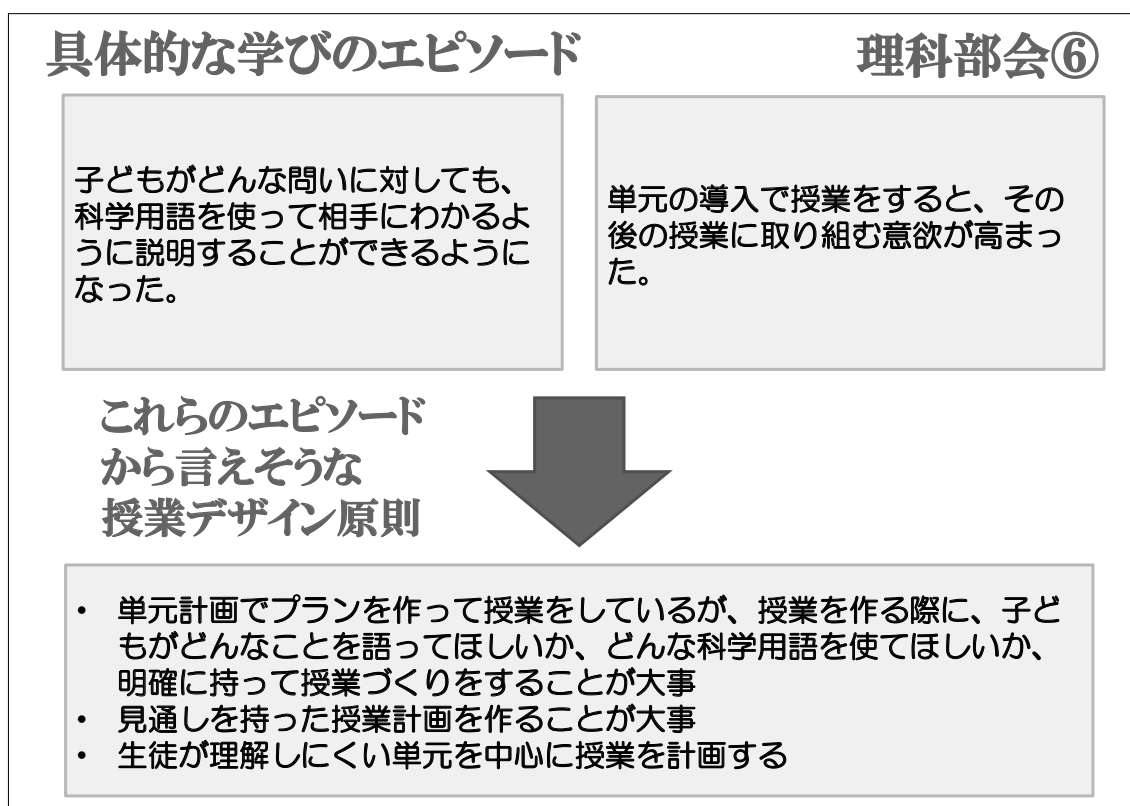 具体的な学びのエピソード
理科部会⑥
子どもがどんな問いに対しても、
科学用語を使って相手にわかるよ
うに説明することができるように
なった。
単元の導入で授業をすると、その
後の授業に取り組む意欲が高まっ
た。
これらのエピソード
から言えそうな
授業デザイン原則
• 単元計画でプランを作って授業をしているが、授業を作る際に、子ど
もがどんなことを語ってほしいか、どんな科学用語を使てほしいか、
明確に持って授業づくりをすることが大事
• 見通しを持った授業計画を作ることが大事
• 生徒が理解しにくい単元を中心に授業を計画する